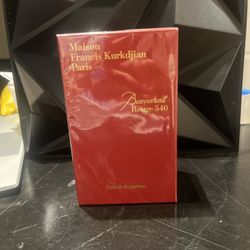 Maison
Francis Kurkdjian
Paris
Baccarat
Rouge 540
Extrait de parfum